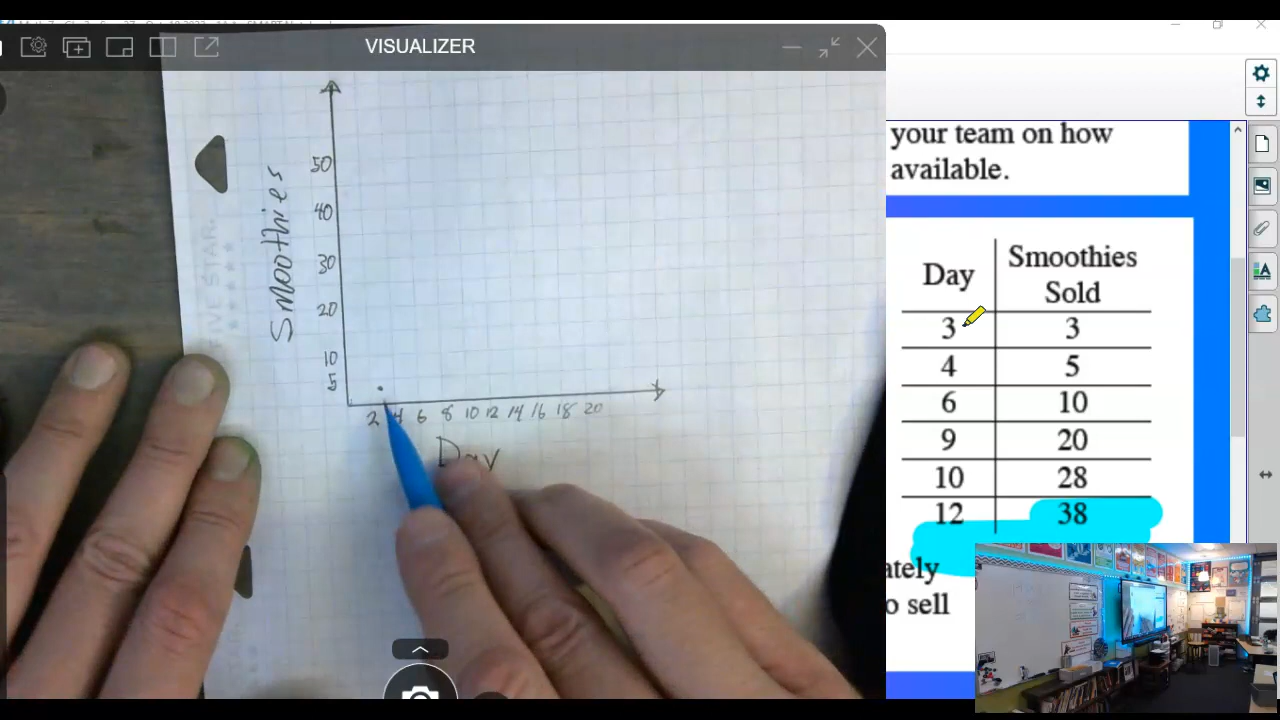 VISUALIZER
50
40
30
20
10
5
Smoothies
2 4 6 8 10 12 14 16 18 20
Day
FIVE STAR
your team on how
available.
Day Smoothies Sold
3 3
4 5
6 10
9 20
10 28
12 38
ately
o sell